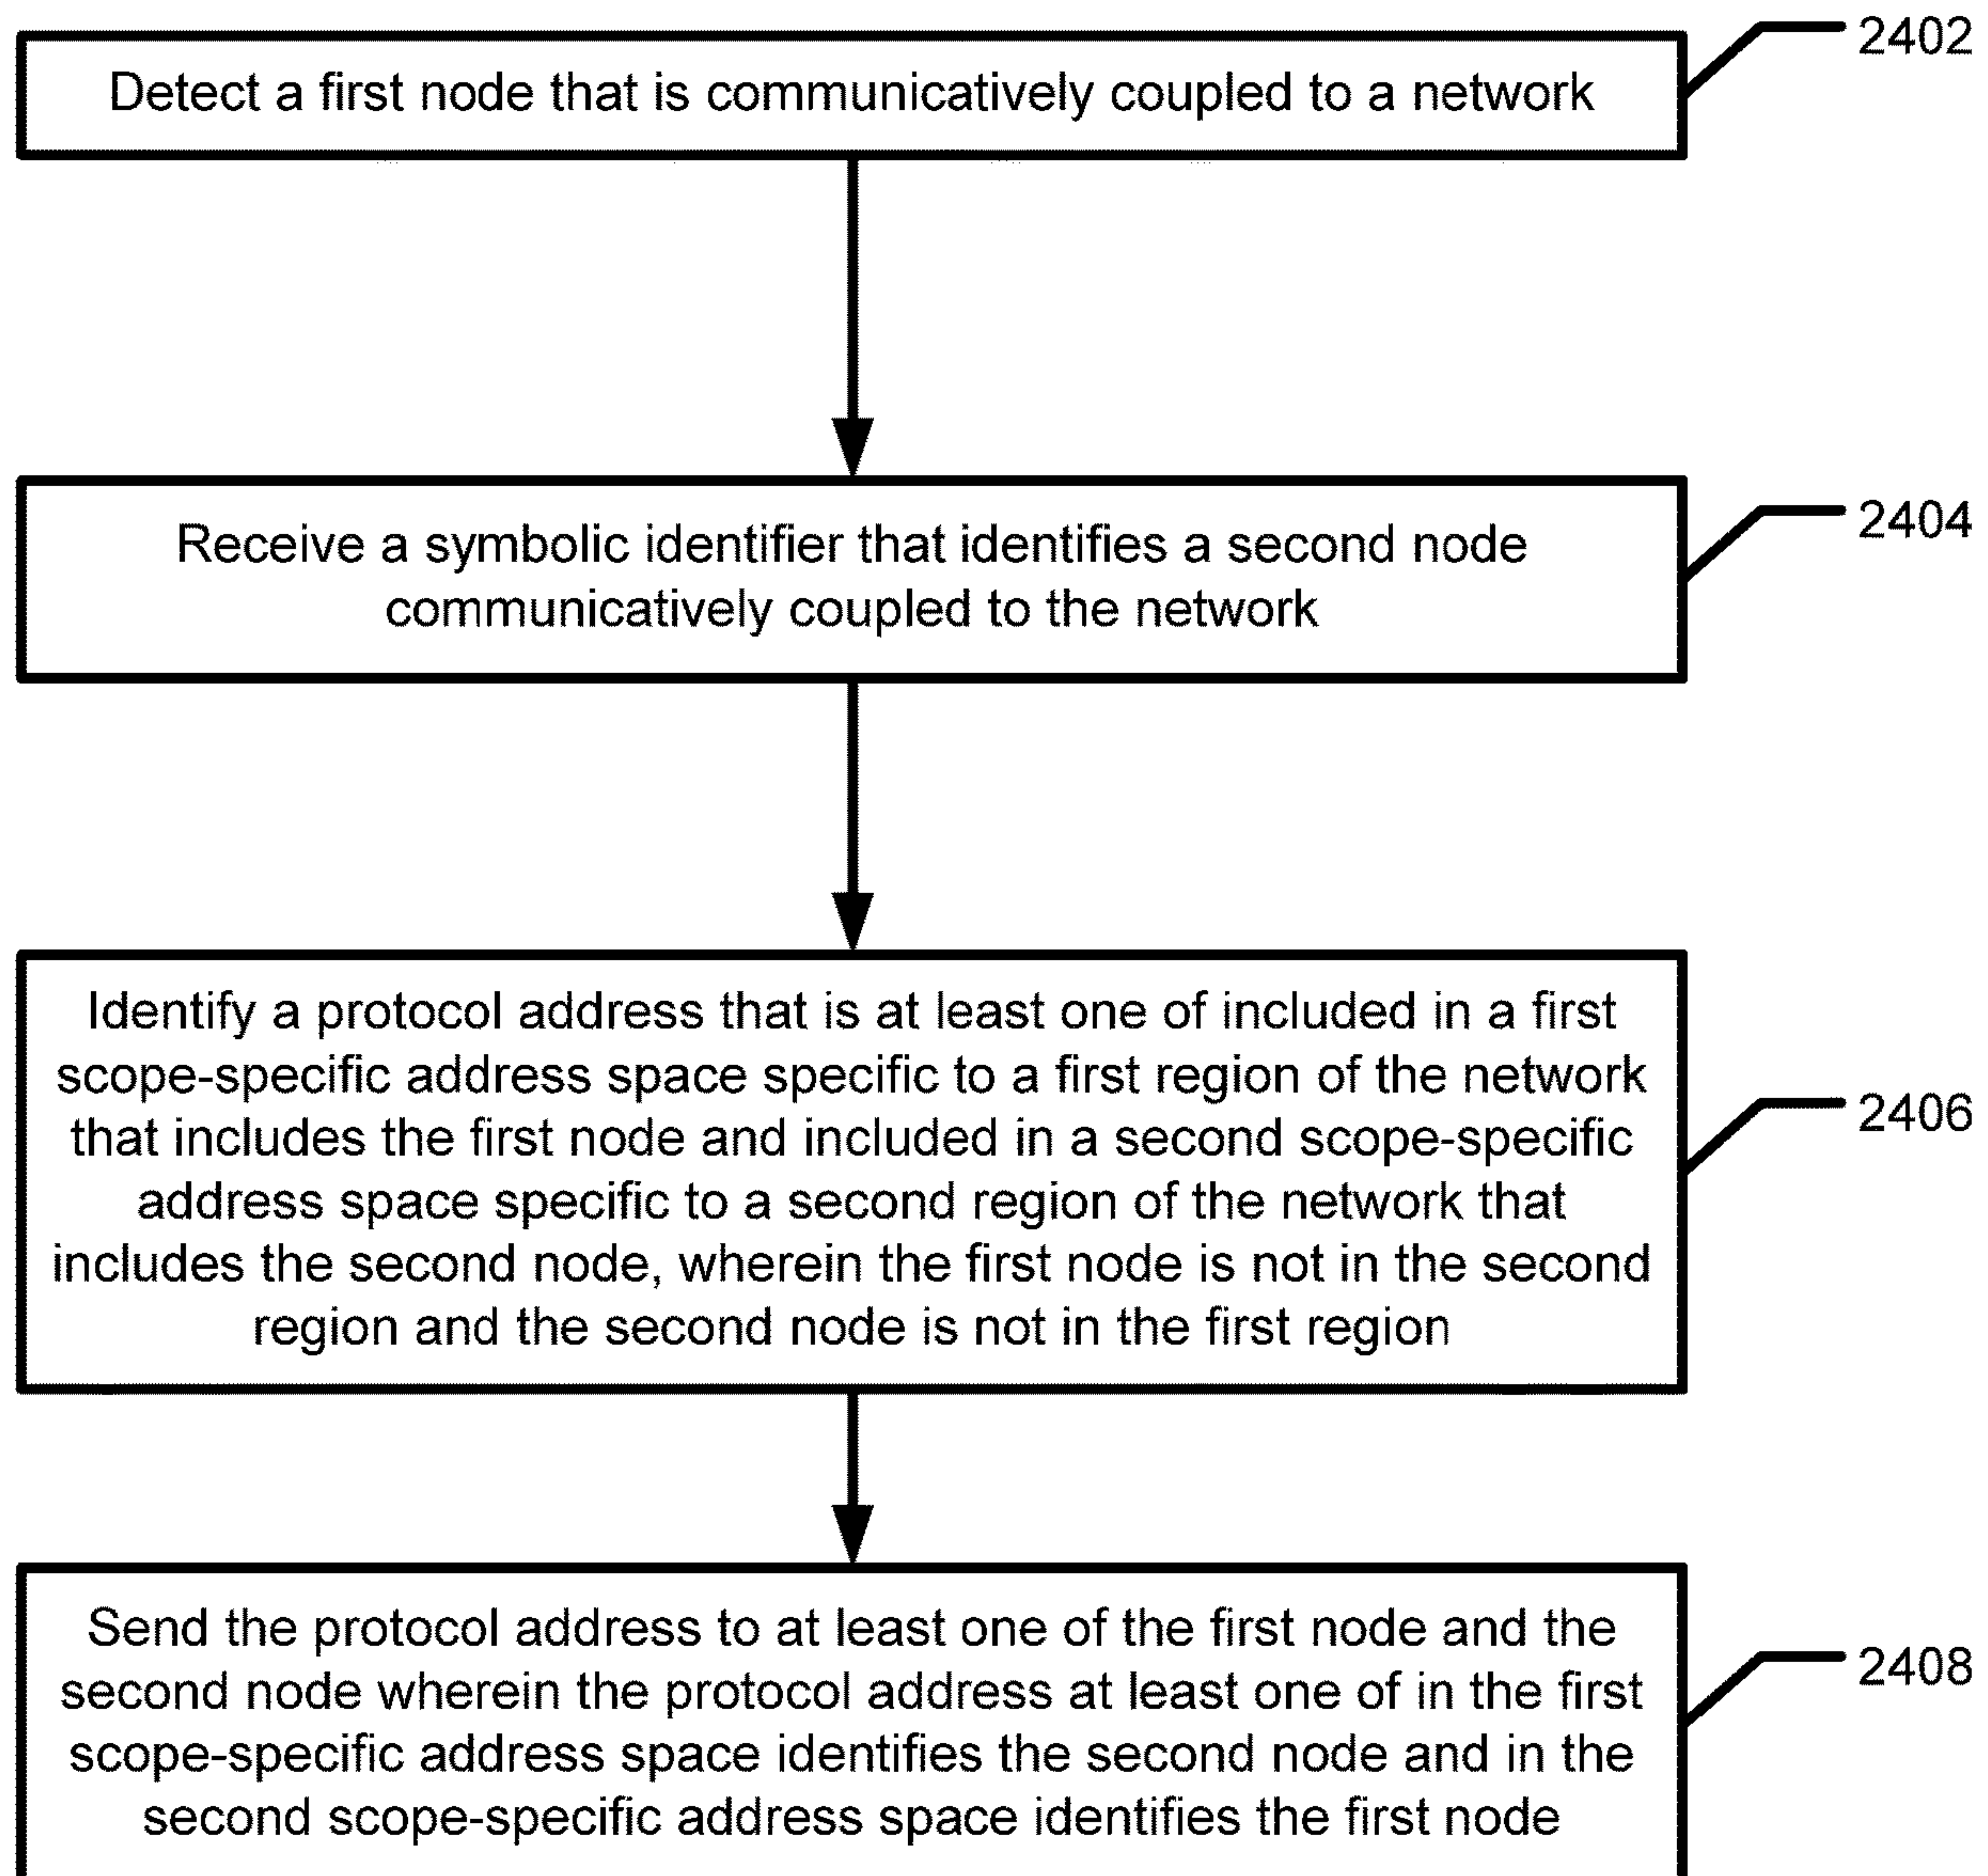 2402
Detect a first node that is communicatively coupled to a network
2404
Receive a symbolic identifier that identifies a second node
communicatively coupled to the network
Identify a protocol address that is at least one of included in a first
scope-specific address space specific to a first region of the network
that includes the first node and included in a second scope-specific
address space specific to a second region of the network that
includes the second node, wherein the first node is not in the second
region and the second node is not in the first region
2406
Send the protocol address to at least one of the first node and the
second node wherein the protocol address at least one of in the first
scope-specific address space identifies the second node and in the
second scope-specific address space identifies the first node
2408